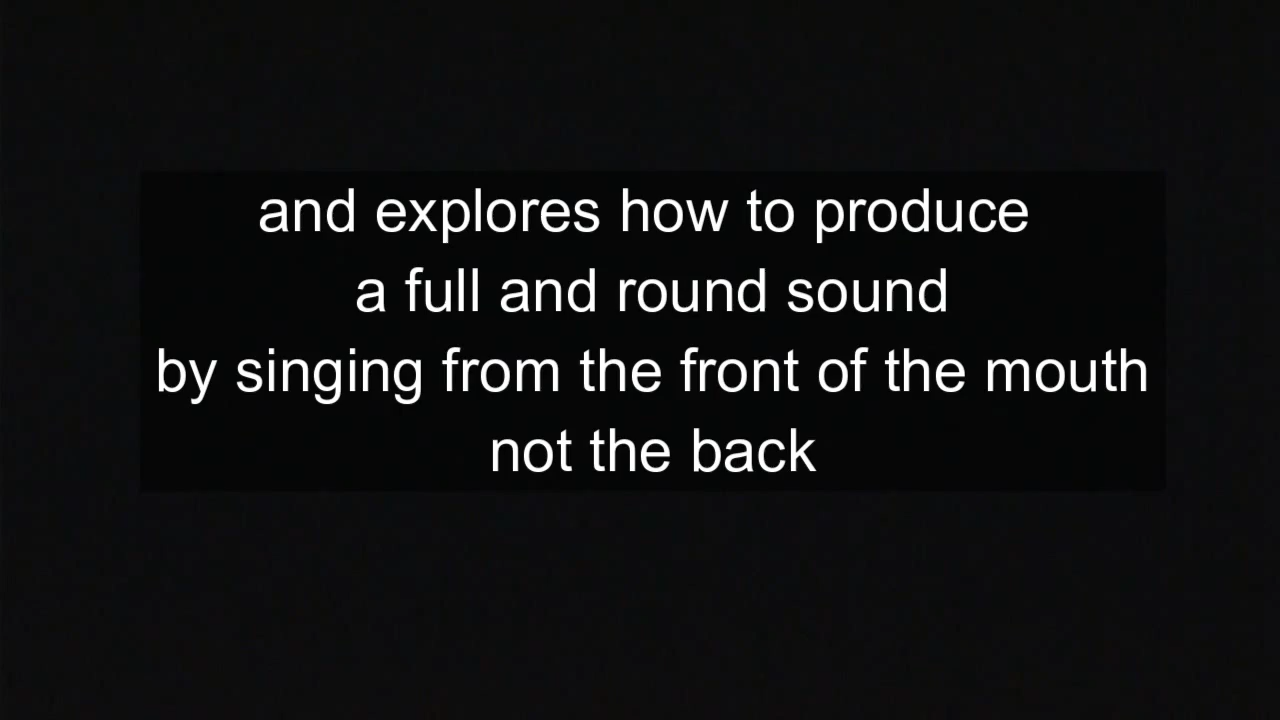 and explores how to produce
a full and round sound
by singing from the front of the mouth
not the back